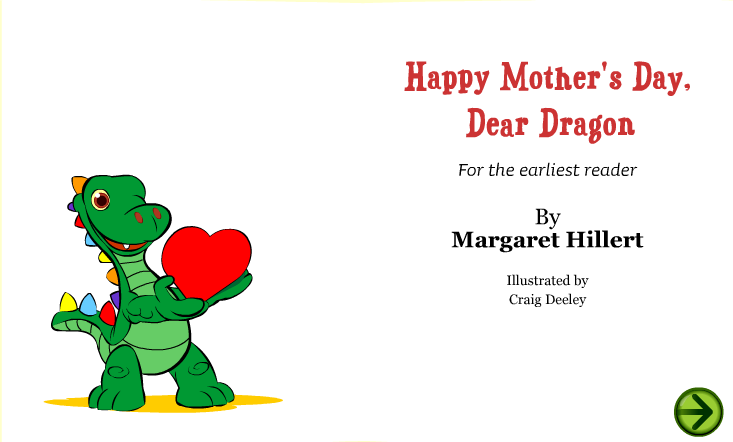 Happy Mother's Day,
Dear Dragon
For the earliest reader
By
Margaret Hillert
Illustrated by
Craig Deeley